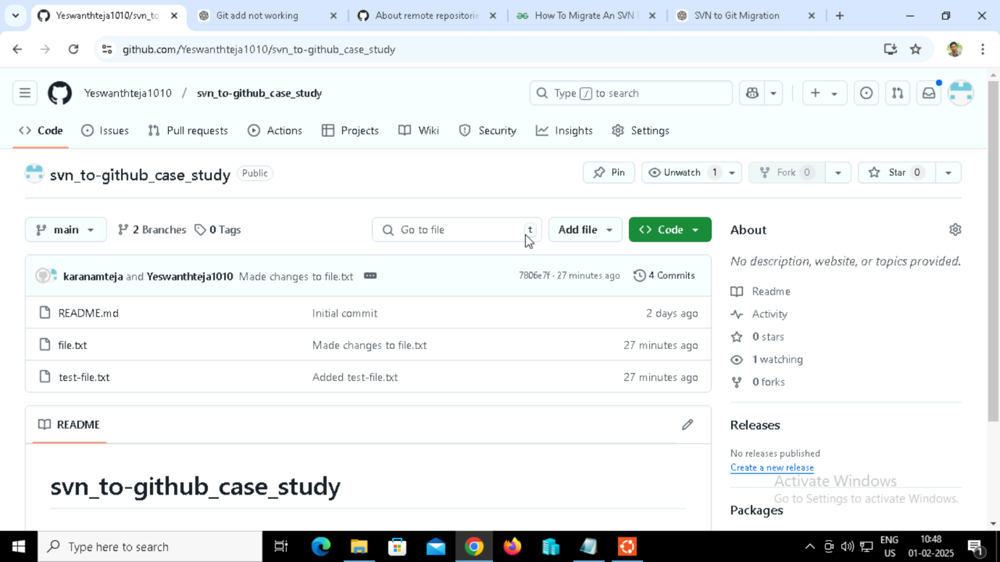 Yeswanthteja1010/svn_to
Git add not working
About remote repositorie
How To Migrate An SVN
SVN to Git Migration
github.com/Yeswanthteja1010/svn_to-github_case_study
Yeswanthteja1010 / svn_to-github_case_study
Type / to search
Code Issues Pull requests Actions Projects Wiki Security Insights Settings
svn_to-github_case_study Public
Pin Unwatch 1 Fork 0 Star 0
main 2 Branches 0 Tags Go to file t Add file Code
About
No description, website, or topics provided.
karanamteja and Yeswanthteja1010 Made changes to file.txt 7806e7f · 27 minutes ago 4 Commits
README.md Initial commit 2 days ago
file.txt Made changes to file.txt 27 minutes ago
test-file.txt Added test-file.txt 27 minutes ago
Readme
Activity
0 stars
1 watching
0 forks
README
svn_to-github_case_study
Releases
No releases published
Create a new release
Packages
Activate Windows
Go to Settings to activate Windows.
Type here to search
ENG
US
10:48
01-02-2025
1